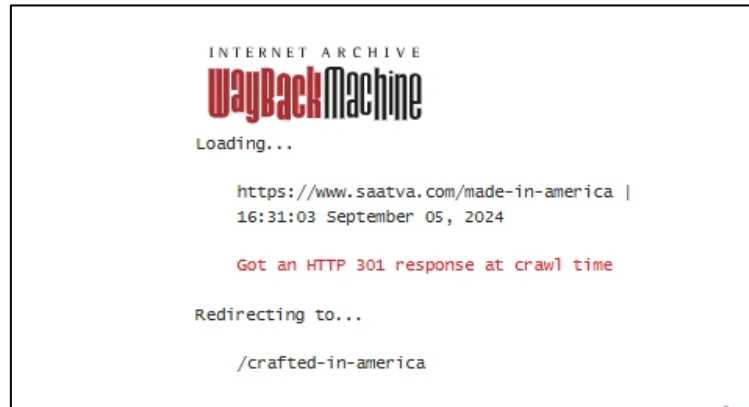 INTERNET ARCHIVE
WayBackMachine
Loading...
https://www.saatva.com/made-in-america |
16:31:03 September 05, 2024
Got an HTTP 301 response at crawl time
Redirecting to...
/crafted-in-america